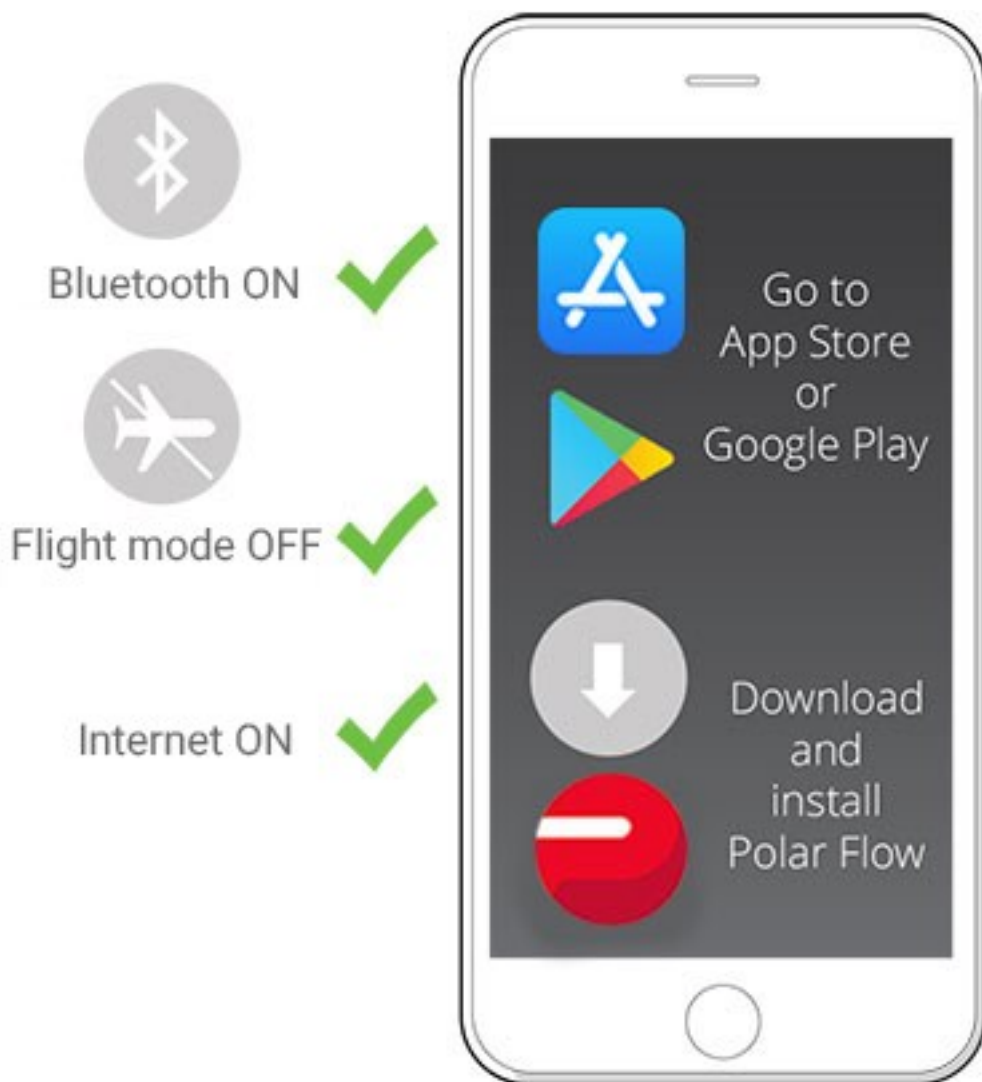 Bluetooth ON
Flight mode OFF
Internet ON
Go to
App Store
or
Google Play
Download
and
install
Polar Flow